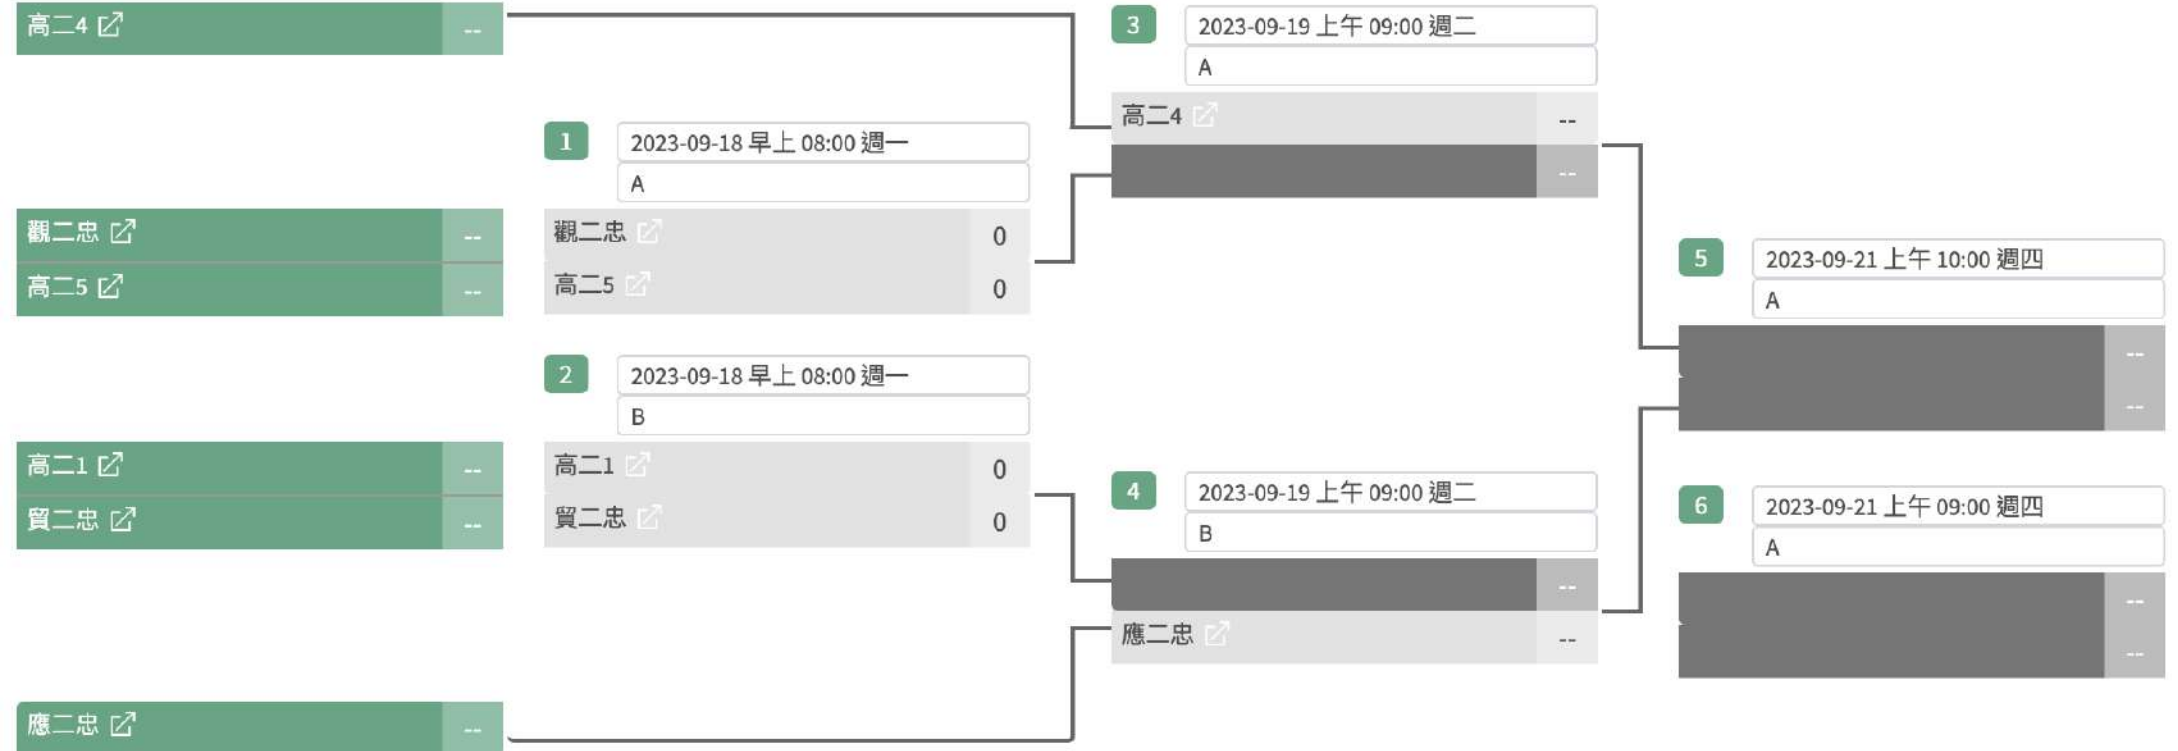 高二4 --
觀二忠 --
高二5 --
高二1 --
貿二忠 --
應二忠 --
1 2023-09-18 早上 08:00 週一
A
觀二忠 0
高二5 0
2 2023-09-18 早上 08:00 週一
B
高二1 0
貿二忠 0
3 2023-09-19 上午 09:00 週二
A
高二4 --
--
4 2023-09-19 上午 09:00 週二
B
--
應二忠 --
5 2023-09-21 上午 10:00 週四
A
--
--
6 2023-09-21 上午 09:00 週四
A
--
--